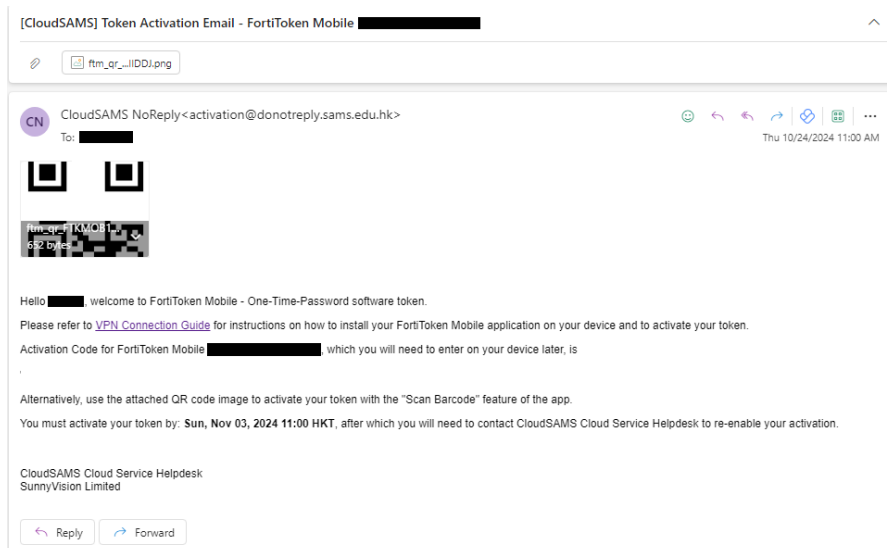 [CloudSAMS] Token Activation Email - FortiToken Mobile
ftm_qr_...IIDDJ.png
CN
CloudSAMS NoReply<activation@donotreply.sams.edu.hk>
To:
Thu 10/24/2024 11:00 AM
ftm_qr_FTKMOB1...
652 bytes
Hello , welcome to FortiToken Mobile - One-Time-Password software token.
Please refer to VPN Connection Guide for instructions on how to install your FortiToken Mobile application on your device and to activate your token.
Activation Code for FortiToken Mobile , which you will need to enter on your device later, is
Alternatively, use the attached QR code image to activate your token with the "Scan Barcode" feature of the app.
You must activate your token by: Sun, Nov 03, 2024 11:00 HKT, after which you will need to contact CloudSAMS Cloud Service Helpdesk to re-enable your activation.
CloudSAMS Cloud Service Helpdesk
SunnyVision Limited
Reply
Forward